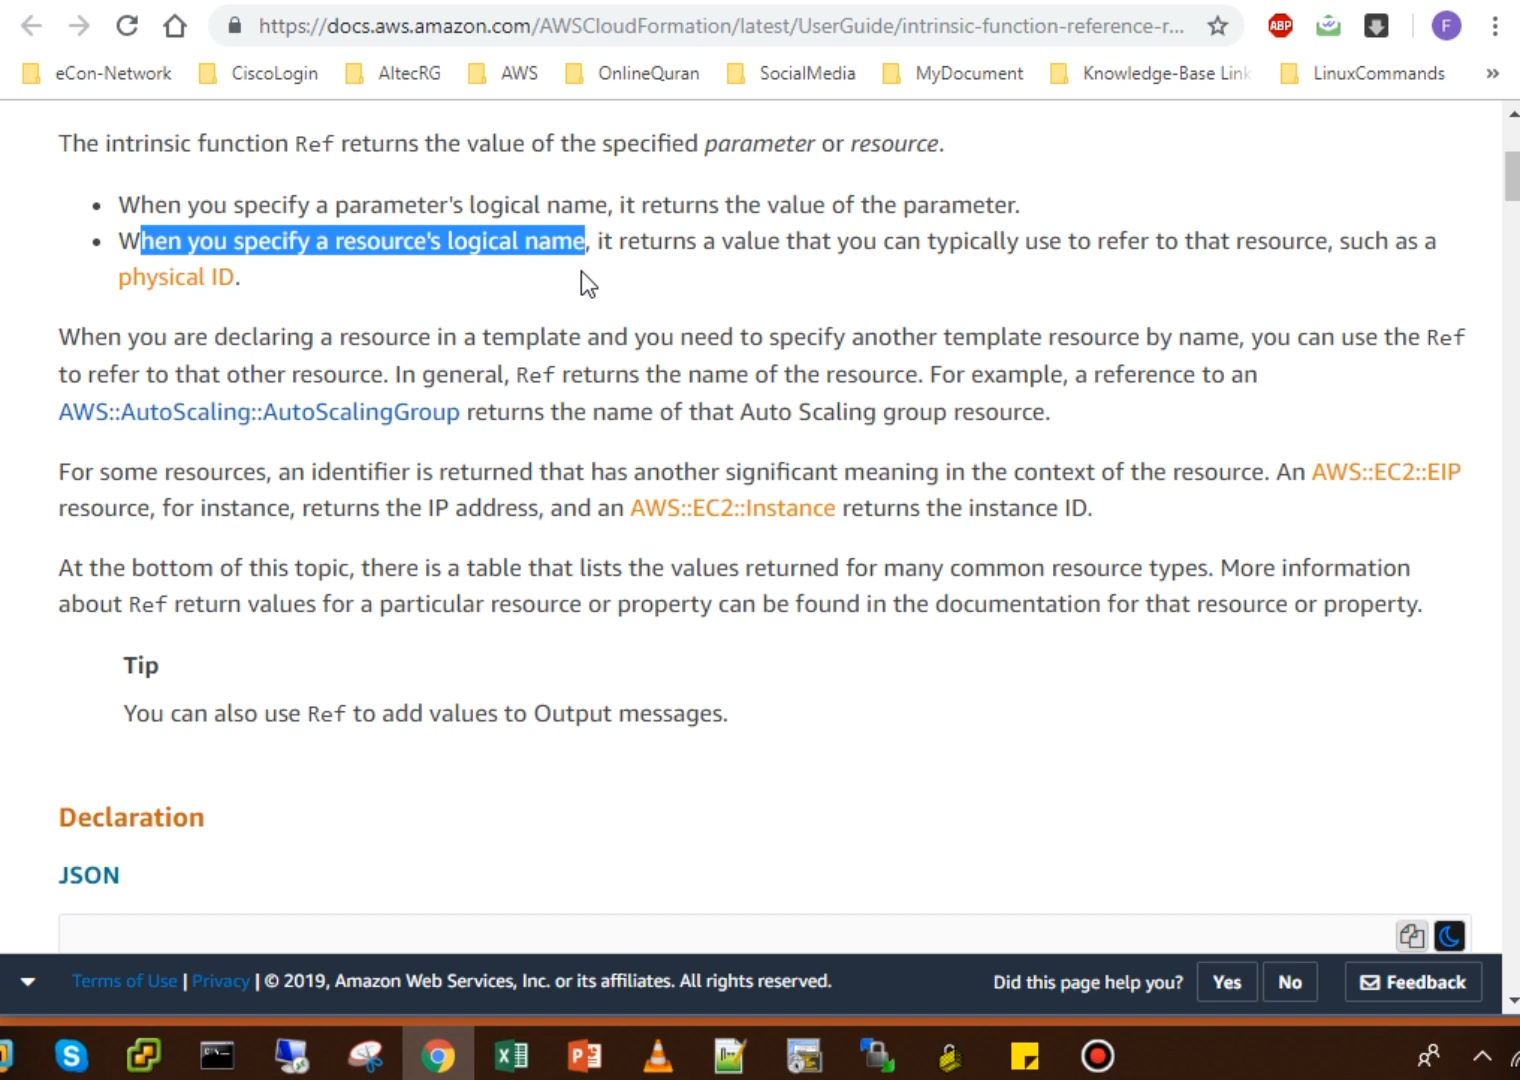 https://docs.aws.amazon.com/AWSCloudFormation/latest/UserGuide/intrinsic-function-reference-r...
ABP
F
eCon-Network
CiscoLogin
AltecRG
AWS
OnlineQuran
SocialMedia
MyDocument
Knowledge-Base Link
LinuxCommands
»
The intrinsic function Ref returns the value of the specified parameter or resource.
• When you specify a parameter's logical name, it returns the value of the parameter.
• When you specify a resource's logical name, it returns a value that you can typically use to refer to that resource, such as a
physical ID.
When you are declaring a resource in a template and you need to specify another template resource by name, you can use the Ref
to refer to that other resource. In general, Ref returns the name of the resource. For example, a reference to an
AWS::AutoScaling::AutoScalingGroup returns the name of that Auto Scaling group resource.
For some resources, an identifier is returned that has another significant meaning in the context of the resource. An AWS::EC2::EIP
resource, for instance, returns the IP address, and an AWS::EC2::Instance returns the instance ID.
At the bottom of this topic, there is a table that lists the values returned for many common resource types. More information
about Ref return values for a particular resource or property can be found in the documentation for that resource or property.
Tip
You can also use Ref to add values to Output messages.
Declaration
JSON
Terms of Use | Privacy | © 2019, Amazon Web Services, Inc. or its affiliates. All rights reserved.
Did this page help you?
Yes
No
Feedback